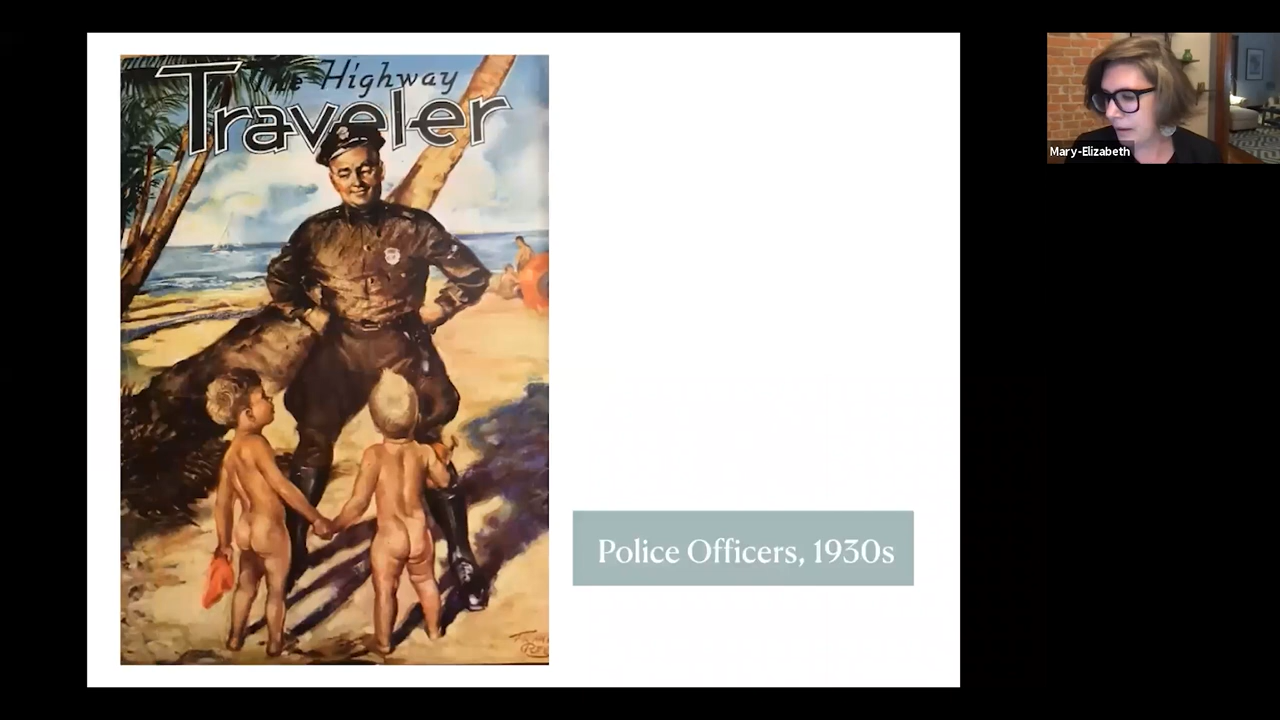 The Highway
Traveler
Police Officers, 1930s
Mary-Elizabeth